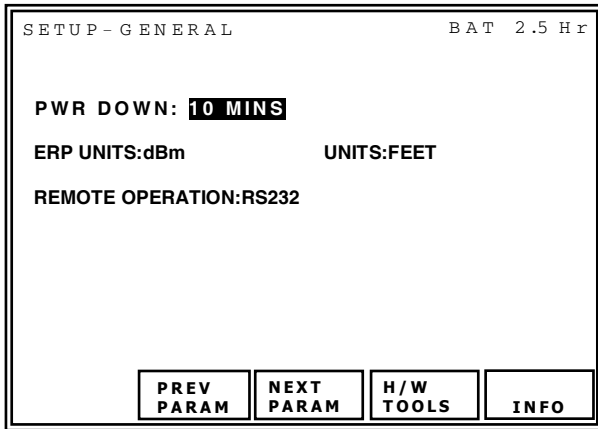 SETUP-GENERAL BAT 2.5 Hr
PWR DOWN: 10 MINS
ERP UNITS:dBm UNITS:FEET
REMOTE OPERATION:RS232
PREV PARAM
NEXT PARAM
H/W TOOLS
INFO